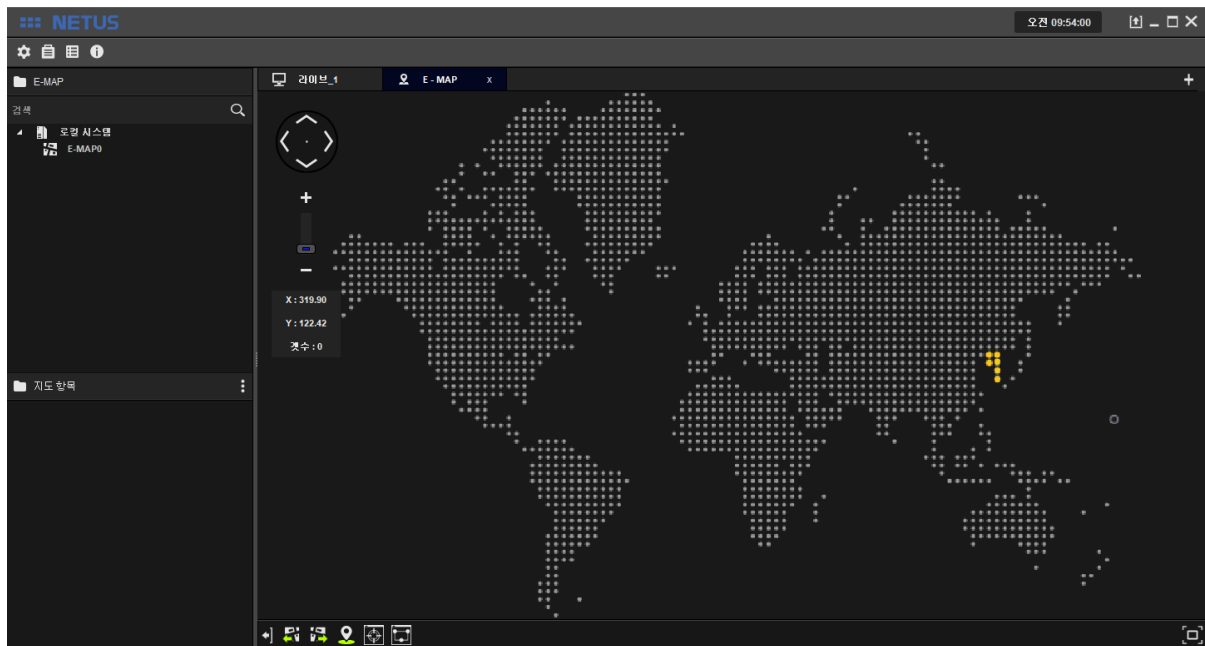 NETUS
오전 09:54:00
E-MAP
라이브_1
E - MAP
x
검색
로컬 시스템
E-MAP0
X : 319.90
Y : 122.42
갯수 : 0
지도 항목